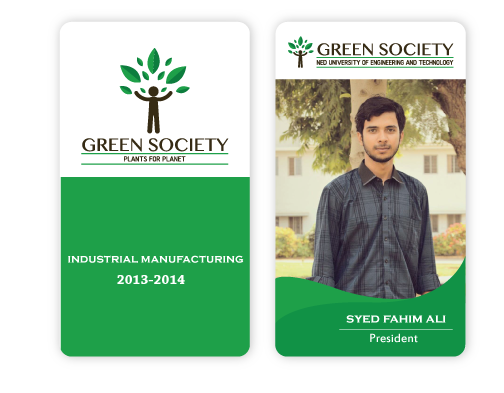 GREEN SOCIETY
PLANTS FOR PLANET
INDUSTRIAL MANUFACTURING
2013-2014
GREEN SOCIETY
NED UNIVERSITY OF ENGINEERING AND TECHNOLOGY
SYED FAHIM ALI
President